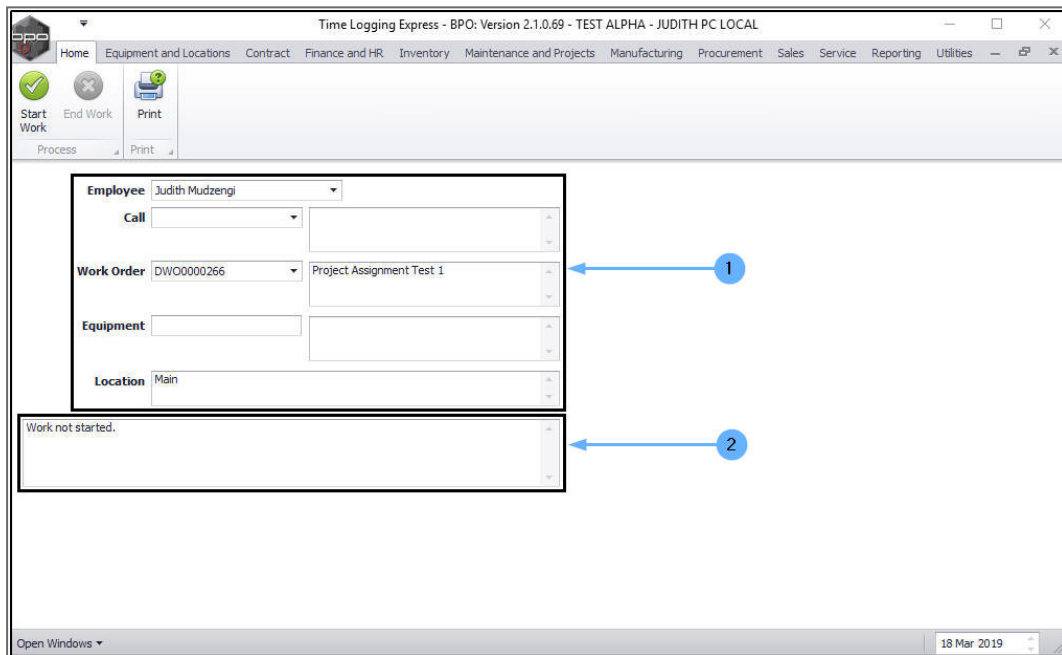 Time Logging Express - BPO: Version 2.1.0.69 - TEST ALPHA - JUDITH PC LOCAL
bpo
Home Equipment and Locations Contract Finance and HR Inventory Maintenance and Projects Manufacturing Procurement Sales Service Reporting Utilities
Start Work End Work Print
Process Print
Employee Judith Mudzengi
Call
Work Order DWO0000266 Project Assignment Test 1
1
Equipment
Location Main
Work not started.
2
Open Windows 18 Mar 2019